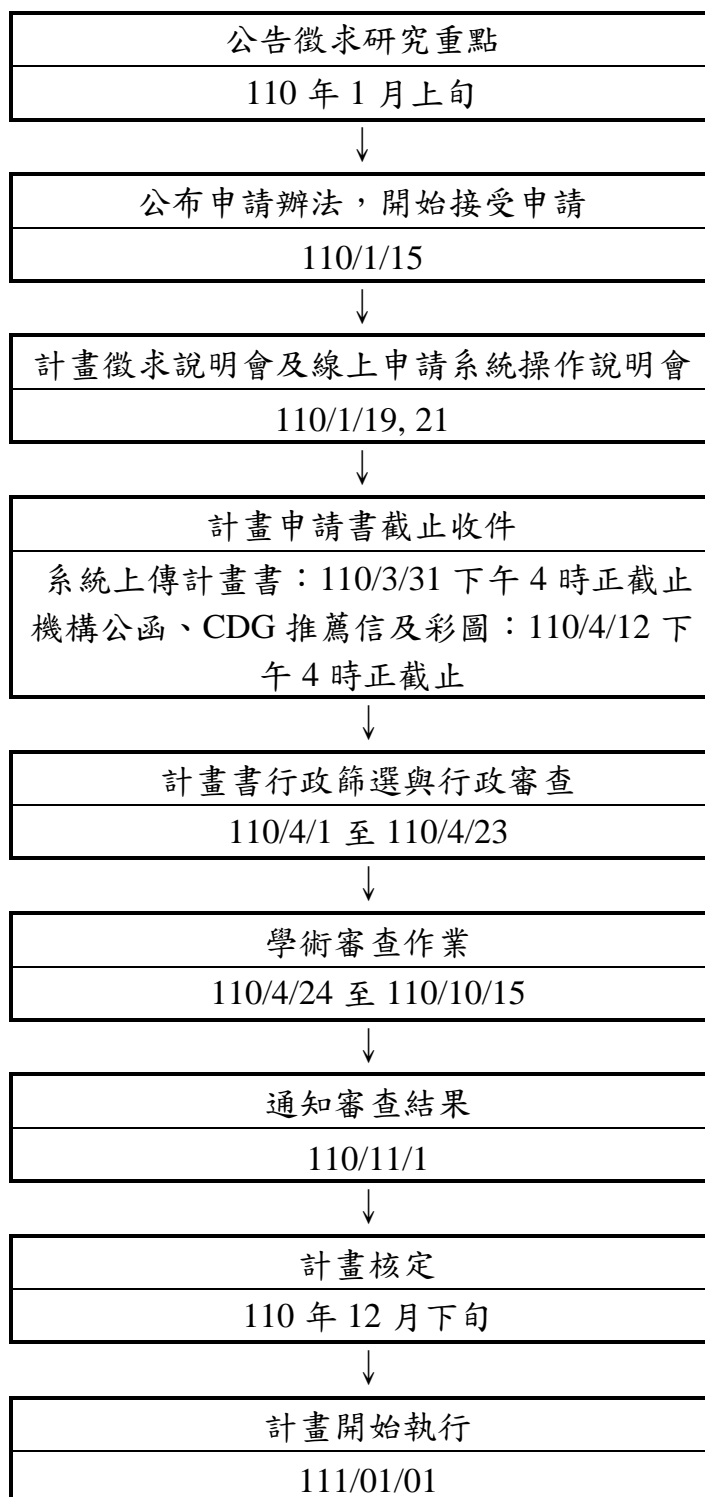 公告徵求研究重點
110 年 1 月上旬
↓
公布申請辦法，開始接受申請
110/1/15
↓
計畫徵求說明會及線上申請系統操作說明會
110/1/19, 21
↓
計畫申請書截止收件
系統上傳計畫書：110/3/31 下午 4 時正截止
機構公函、CDG 推薦信及彩圖：110/4/12 下
午 4 時正截止
↓
計畫書行政篩選與行政審查
110/4/1 至 110/4/23
↓
學術審查作業
110/4/24 至 110/10/15
↓
通知審查結果
110/11/1
↓
計畫核定
110 年 12 月下旬
↓
計畫開始執行
111/01/01